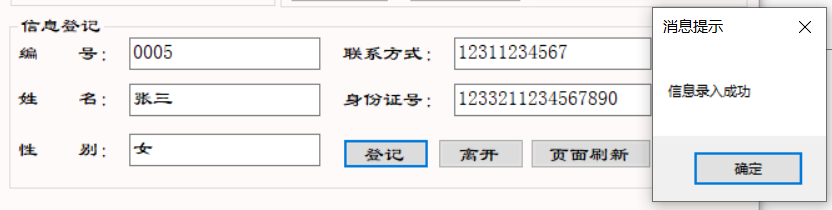 信息登记
编 号: 0005 联系方式: 12311234567
姓 名: 张三 身份证号: 1233211234567890
性 别: 女 登记 离开 页面刷新
消息提示
信息录入成功
确定